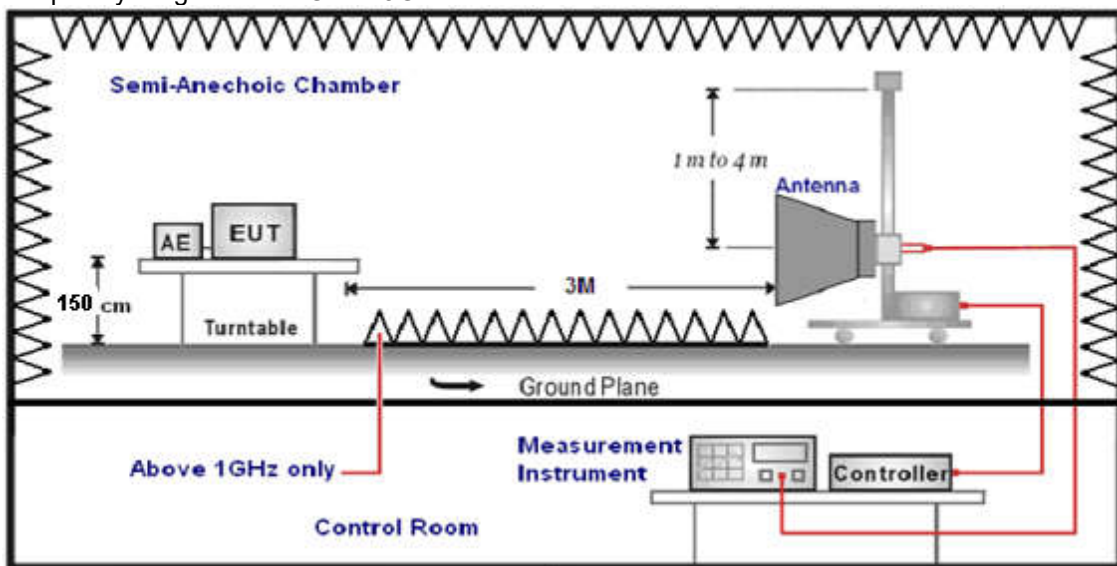 Semi-Anechoic Chamber
1 m to 4 m
Antenna
AE
EUT
3M
150 cm
Turntable
Ground Plane
Above 1GHz only
Measurement
Instrument
Controller
Control Room